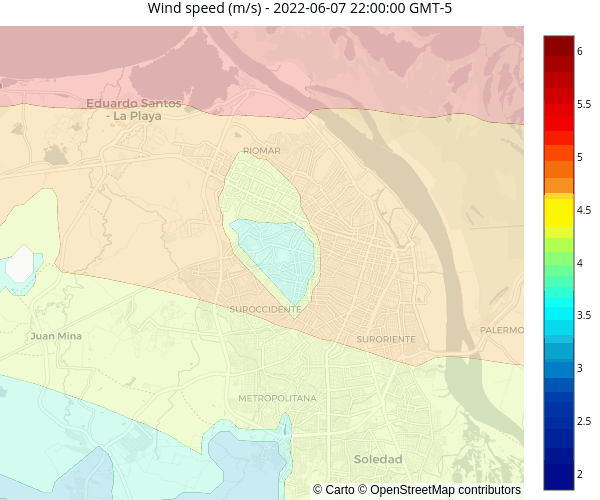 Wind speed (m/s) - 2022-06-07 22:00:00 GMT-5
Eduardo Santos
- La Playa
RIOMAR
SUROCCIDENTE
SURORIENTE
PALERMO
Juan Mina
METROPOLITANA
Soledad
6
5.5
5
4.5
4
3.5
3
2.5
2
© Carto © OpenStreetMap contributors